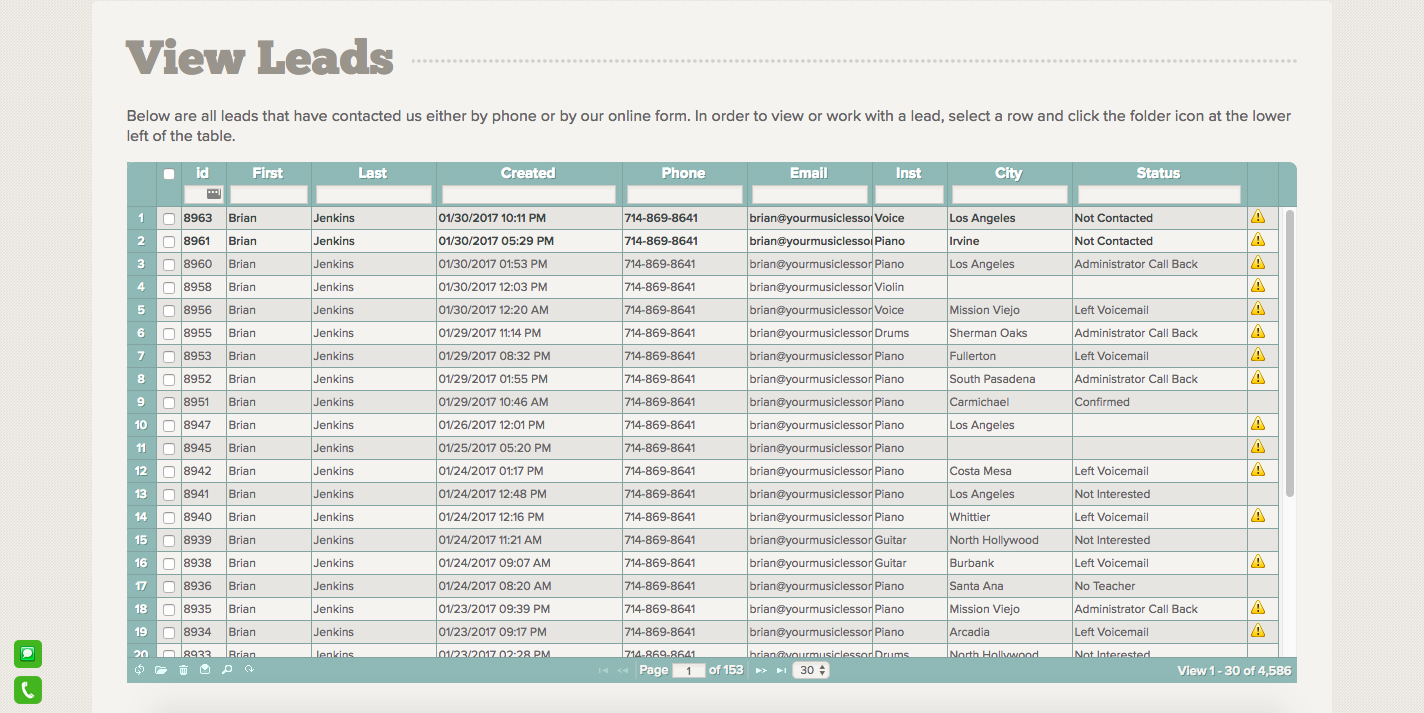 View Leads
Below are all leads that have contacted us either by phone or by our online form. In order to view or work with a lead, select a row and click the folder icon at the lower
left of the table.
id First Last Created Phone Email Inst City Status
1 8963 Brian Jenkins 01/30/2017 10:11 PM 714-869-8641 brian@yourmusiclessor Voice Los Angeles Not Contacted
2 8961 Brian Jenkins 01/30/2017 05:29 PM 714-869-8641 brian@yourmusiclessor Piano Irvine Not Contacted
3 8960 Brian Jenkins 01/30/2017 01:53 PM 714-869-8641 brian@yourmusiclessor Piano Los Angeles Administrator Call Back
4 8958 Brian Jenkins 01/30/2017 12:03 PM 714-869-8641 brian@yourmusiclessor Violin
5 8956 Brian Jenkins 01/30/2017 12:20 AM 714-869-8641 brian@yourmusiclessor Voice Mission Viejo Left Voicemail
6 8955 Brian Jenkins 01/29/2017 11:14 PM 714-869-8641 brian@yourmusiclessor Drums Sherman Oaks Administrator Call Back
7 8953 Brian Jenkins 01/29/2017 08:32 PM 714-869-8641 brian@yourmusiclessor Piano Fullerton Left Voicemail
8 8952 Brian Jenkins 01/29/2017 01:55 PM 714-869-8641 brian@yourmusiclessor Piano South Pasadena Administrator Call Back
9 8951 Brian Jenkins 01/29/2017 10:46 AM 714-869-8641 brian@yourmusiclessor Piano Carmichael Confirmed
10 8947 Brian Jenkins 01/26/2017 12:01 PM 714-869-8641 brian@yourmusiclessor Piano Los Angeles
11 8945 Brian Jenkins 01/25/2017 05:20 PM 714-869-8641 brian@yourmusiclessor Piano
12 8942 Brian Jenkins 01/24/2017 01:17 PM 714-869-8641 brian@yourmusiclessor Piano Costa Mesa Left Voicemail
13 8941 Brian Jenkins 01/24/2017 12:48 PM 714-869-8641 brian@yourmusiclessor Piano Los Angeles Not Interested
14 8940 Brian Jenkins 01/24/2017 12:16 PM 714-869-8641 brian@yourmusiclessor Piano Whittier Left Voicemail
15 8939 Brian Jenkins 01/24/2017 11:21 AM 714-869-8641 brian@yourmusiclessor Guitar North Hollywood Not Interested
16 8938 Brian Jenkins 01/24/2017 09:07 AM 714-869-8641 brian@yourmusiclessor Guitar Burbank Left Voicemail
17 8936 Brian Jenkins 01/24/2017 08:20 AM 714-869-8641 brian@yourmusiclessor Piano Santa Ana No Teacher
18 8935 Brian Jenkins 01/23/2017 09:39 PM 714-869-8641 brian@yourmusiclessor Piano Mission Viejo Administrator Call Back
19 8934 Brian Jenkins 01/23/2017 09:17 PM 714-869-8641 brian@yourmusiclessor Piano Arcadia Left Voicemail
20 8933 Brian Jenkins 01/23/2017 02:28 PM 714-869-8641 brian@yourmusiclessor Drums North Hollywood Not Interested
Page 1 of 153 30 View 1 - 30 of 4,586